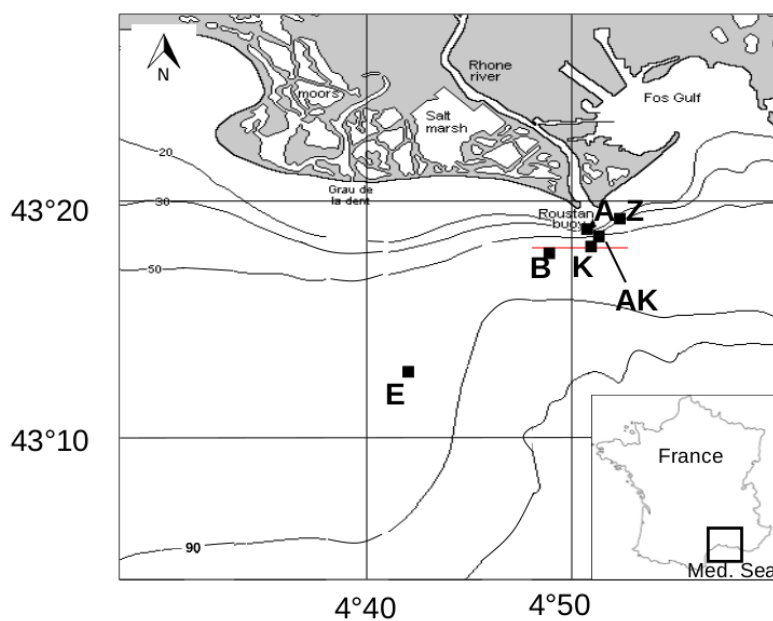 N
Rhone
river
moors
Fos Gulf
Salt
marsh
20
Grau de
la dent
30
43°20
Roustan
buoy
A
Z
50
B
K
AK
E
43°10
France
90
Med. Sea
4°40
4°50